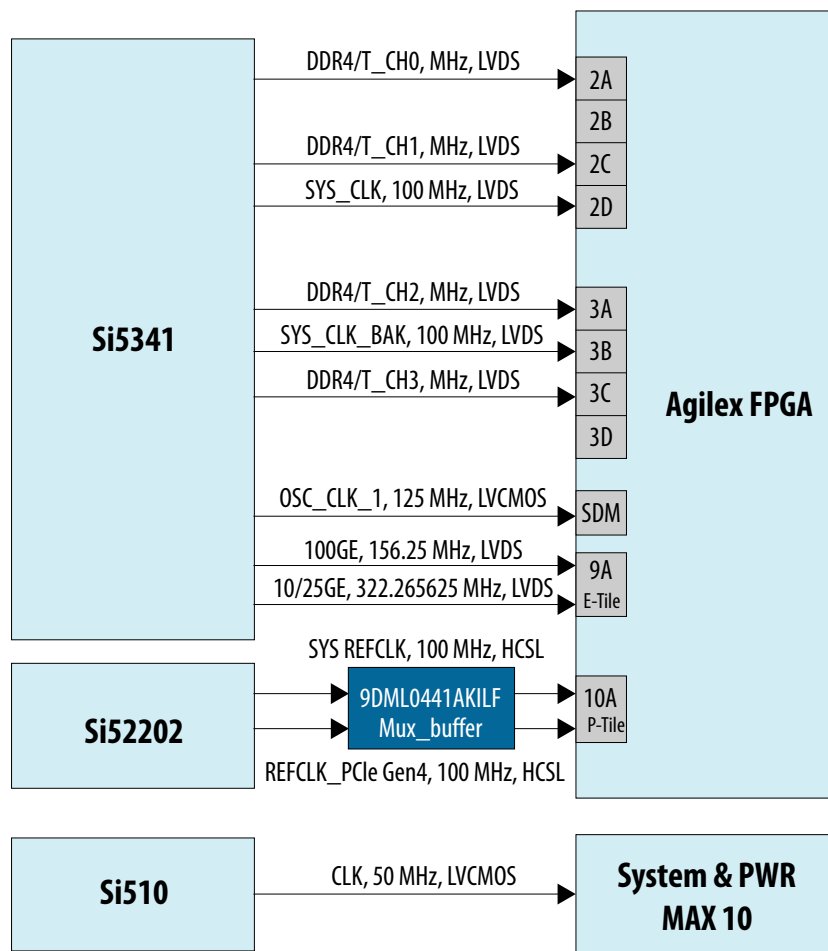 DDR4/T_CH0, MHz, LVDS
2A
2B
DDR4/T_CH1, MHz, LVDS
2C
SYS_CLK, 100 MHz, LVDS
2D
DDR4/T_CH2, MHz, LVDS
3A
Si5341
SYS_CLK_BAK, 100 MHz, LVDS
3B
DDR4/T_CH3, MHz, LVDS
3C
Agilex FPGA
3D
OSC_CLK_1, 125 MHz, LVCMOS
SDM
100GE, 156.25 MHz, LVDS
9A
10/25GE, 322.265625 MHz, LVDS
E-Tile
SYS REFCLK, 100 MHz, HCSL
Si52202
9DML0441AKILF
Mux_buffer
10A
P-Tile
REFCLK_PCIe Gen4, 100 MHz, HCSL
Si510
CLK, 50 MHz, LVCMOS
System & PWR
MAX 10